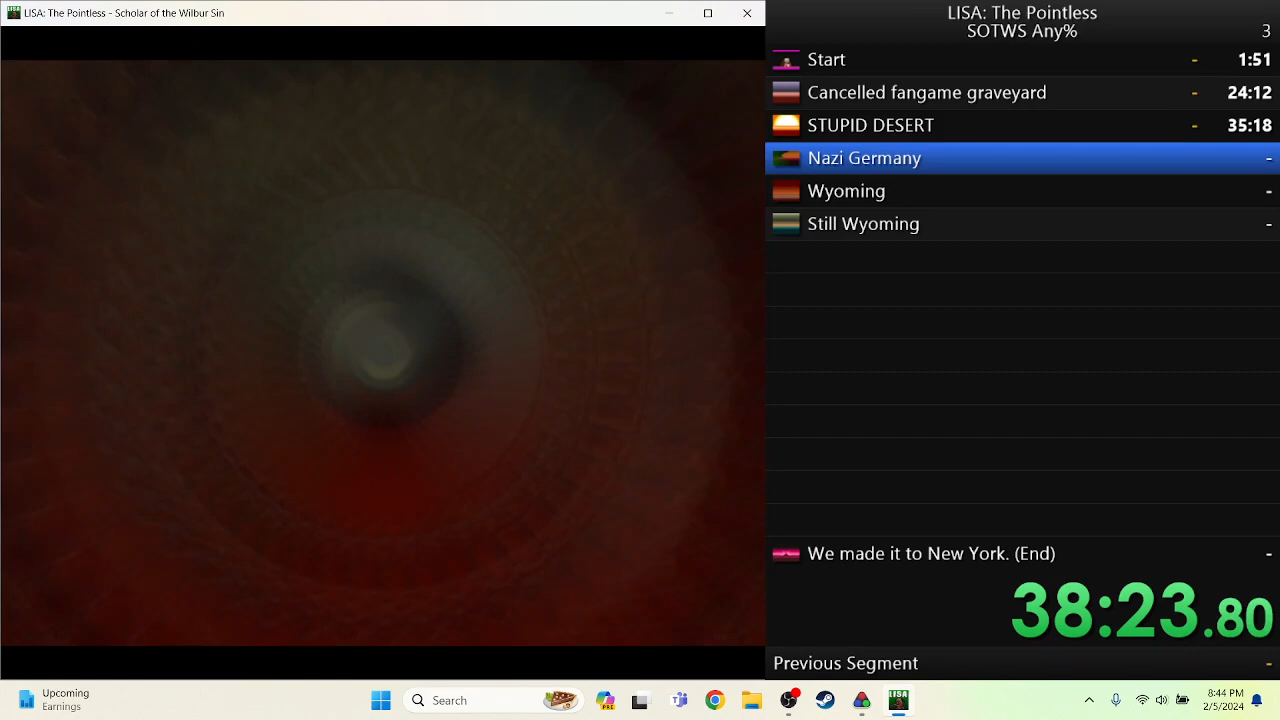 LISA: The Pointless - Scholar of the Wilbur Sin
LISA: The Pointless
SOTWS Any%
3
Start - 1:51
Cancelled fangame graveyard - 24:12
STUPID DESERT - 35:18
Nazi Germany -
Wyoming -
Still Wyoming -
We made it to New York. (End) -
38:23.80
Previous Segment -
Upcoming
Earnings
Search
PRE
LISA
8:44 PM
2/5/2024